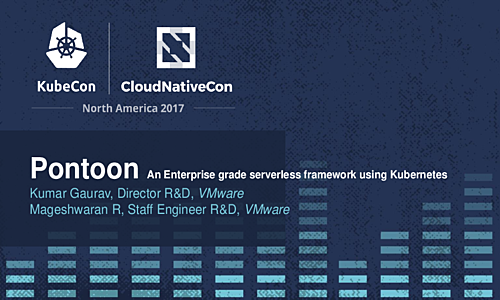 KubeCon
CloudNativeCon
North America 2017
Pontoon An Enterprise grade serverless framework using Kubernetes
Kumar Gaurav, Director R&D, VMware
Mageshwaran R, Staff Engineer R&D, VMware